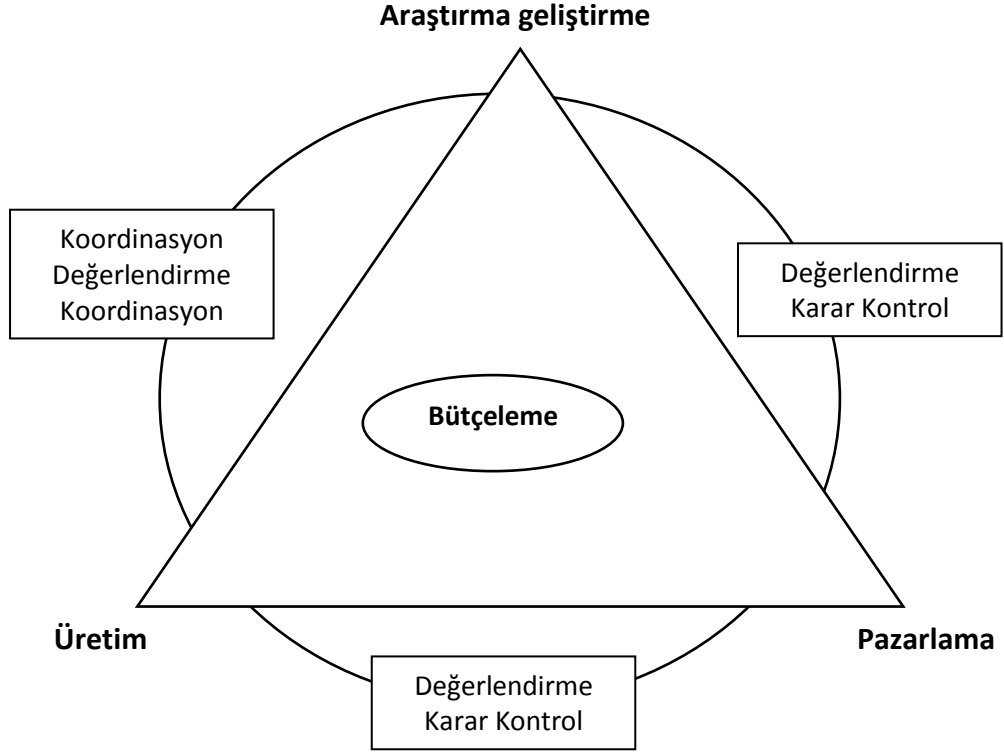 Araştırma geliştirme
Koordinasyon
Değerlendirme
Koordinasyon
Değerlendirme
Karar Kontrol
Bütçeleme
Üretim
Pazarlama
Değerlendirme
Karar Kontrol